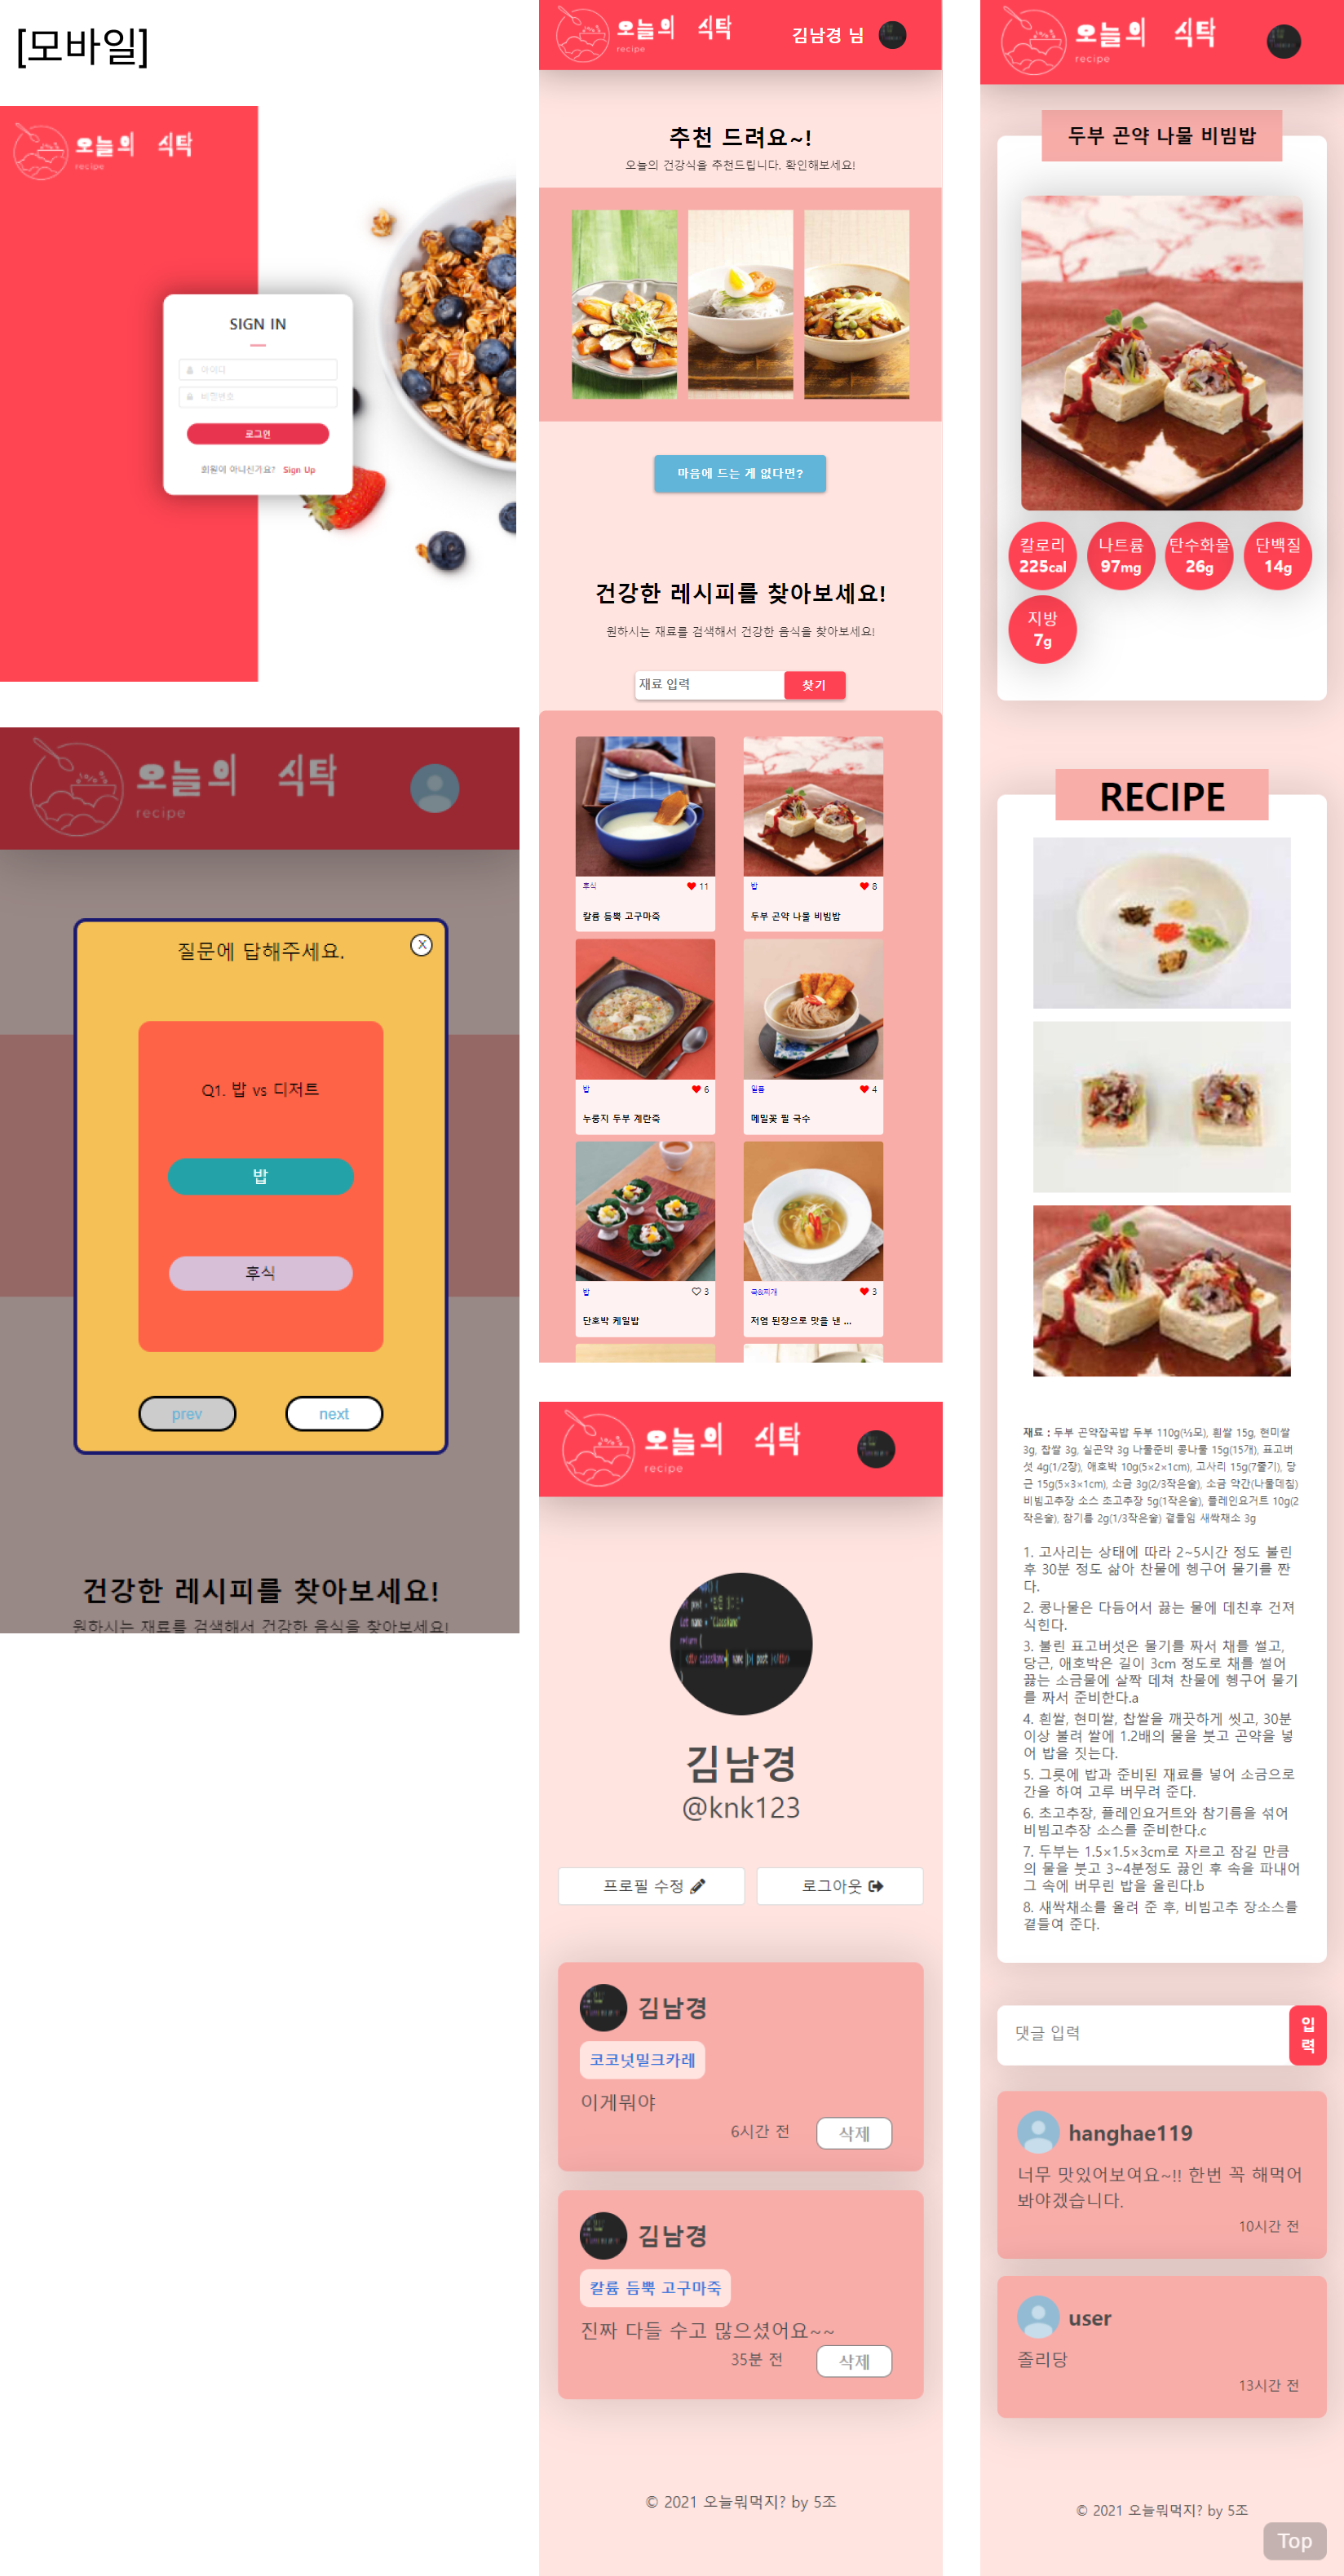 [모바일]
오늘의 식탁
recipe
SIGN IN
아이디
비밀번호
로그인
회원이 아니신가요? Sign Up
오늘의 식탁
recipe
질문에 답해주세요.
X
Q1. 밥 vs 디저트
밥
후식
prev
next
건강한 레시피를 찾아보세요!
원하시는 재료를 검색해서 건강한 음식을 찾아보세요!
오늘의 식탁
recipe
김남경 님
추천 드려요~!
오늘의 건강식을 추천드립니다. 확인해보세요!
마음에 드는 게 없다면?
건강한 레시피를 찾아보세요!
원하시는 재료를 검색해서 건강한 음식을 찾아보세요!
재료 입력
찾기
후식
11
칼륨 듬뿍 고구마죽
밥
8
두부 곤약 나물 비빔밥
밥
6
누룽지 두부 계란죽
일품
4
메밀꽃 필 국수
밥
3
단호박 케일밥
국&찌개
3
저염 된장으로 맛을 낸 ...
오늘의 식탁
recipe
김남경
@knk123
프로필 수정
로그아웃
김남경
코코넛밀크카레
이게뭐야
6시간 전
삭제
김남경
칼륨 듬뿍 고구마죽
진짜 다들 수고 많으셨어요~~
35분 전
삭제
© 2021 오늘뭐먹지? by 5조
오늘의 식탁
recipe
두부 곤약 나물 비빔밥
칼로리
225cal
나트륨
97mg
탄수화물
26g
단백질
14g
지방
7g
RECIPE
재료 : 두부 곤약잡곡밥 두부 110g(⅓모), 흰쌀 15g, 현미쌀
3g, 찹쌀 3g, 실곤약 3g 나물준비 콩나물 15g(15개), 표고버
섯 4g(1/2장), 애호박 10g(5×2×1cm), 고사리 15g(7줄기), 당
근 15g(5×3×1cm), 소금 3g(2/3작은술), 소금 약간(나물데침)
비빔고추장 소스 초고추장 5g(1작은술), 플레인요거트 10g(2
작은술), 참기름 2g(1/3작은술) 곁들임 새싹채소 3g
1. 고사리는 상태에 따라 2~5시간 정도 불린
후 30분 정도 삶아 찬물에 헹구어 물기를 짠
다.
2. 콩나물은 다듬어서 끓는 물에 데친후 건져
식힌다.
3. 불린 표고버섯은 물기를 짜서 채를 썰고,
당근, 애호박은 길이 3cm 정도로 채를 썰어
끓는 소금물에 살짝 데쳐 찬물에 헹구어 물기
를 짜서 준비한다.a
4. 흰쌀, 현미쌀, 찹쌀을 깨끗하게 씻고, 30분
이상 불려 쌀에 1.2배의 물을 붓고 곤약을 넣
어 밥을 짓는다.
5. 그릇에 밥과 준비된 재료를 넣어 소금으로
간을 하여 고루 버무려 준다.
6. 초고추장, 플레인요거트와 참기름을 섞어
비빔고추장 소스를 준비한다.c
7. 두부는 1.5×1.5×3cm로 자르고 잠길 만큼
의 물을 붓고 3~4분정도 끓인 후 속을 파내어
그 속에 버무린 밥을 올린다.b
8. 새싹채소를 올려 준 후, 비빔고추 장소스를
곁들여 준다.
댓글 입력
입
력
hanghae119
너무 맛있어보여요~!! 한번 꼭 해먹어
봐야겠습니다.
10시간 전
user
졸리당
13시간 전
© 2021 오늘뭐먹지? by 5조
Top